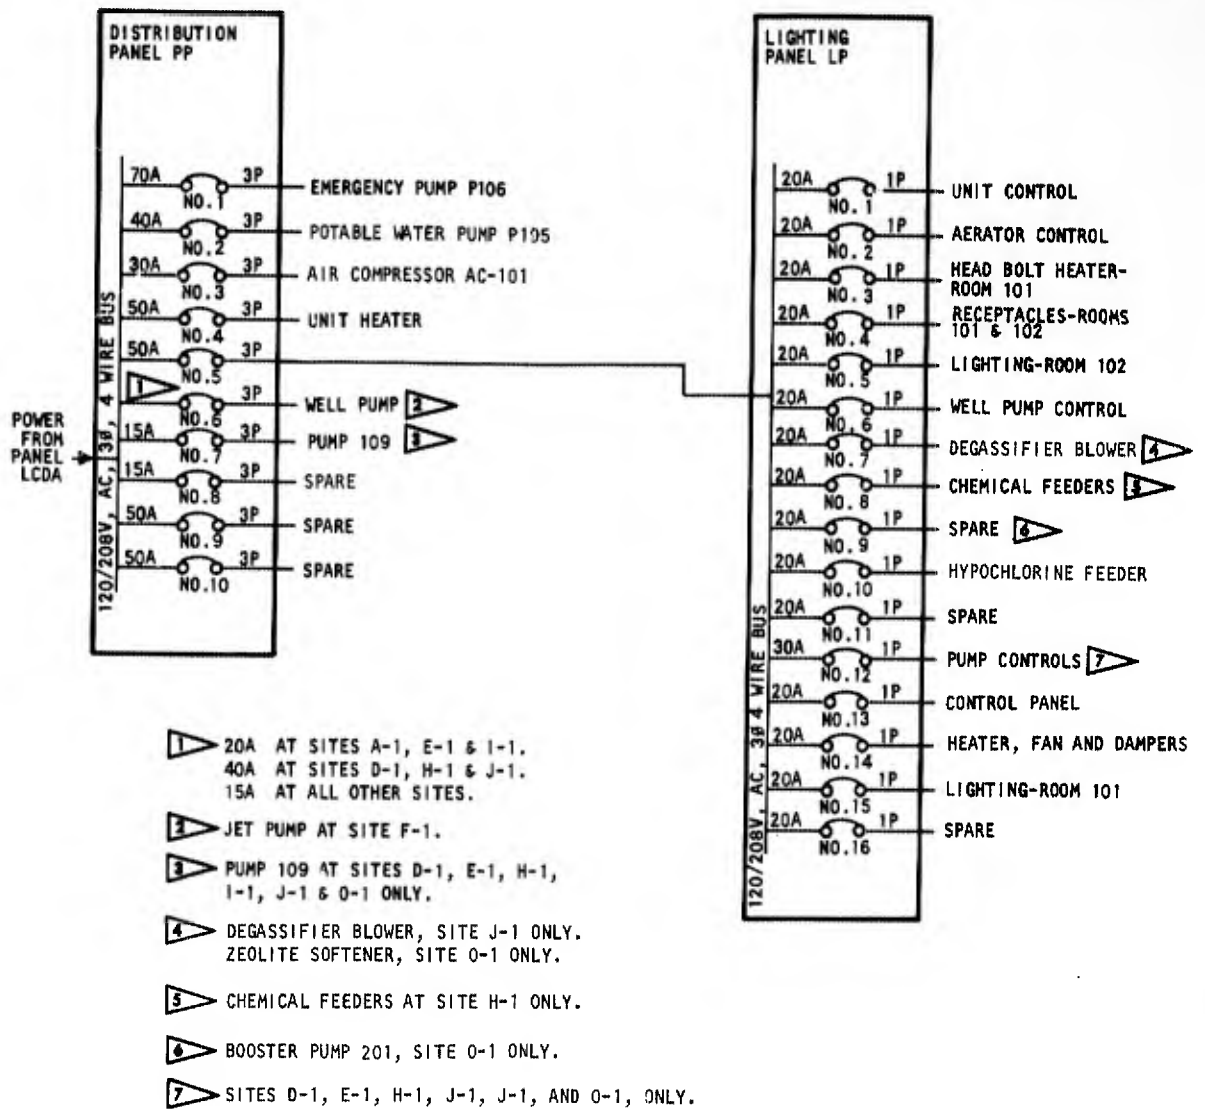 DISTRIBUTION
PANEL PP
70A 3P EMERGENCY PUMP P106
NO.1
40A 3P POTABLE WATER PUMP P105
NO.2
30A 3P AIR COMPRESSOR AC-101
NO.3
50A 3P UNIT HEATER
NO.4
50A 3P
NO.5
1 3P WELL PUMP 2
NO.6
15A 3P PUMP 109 3
NO.7
15A 3P SPARE
NO.8
50A 3P SPARE
NO.9
50A 3P SPARE
NO.10
120/208V, AC, 3Ø, 4 WIRE BUS
POWER
FROM
PANEL
LCDA
LIGHTING
PANEL LP
20A 1P UNIT CONTROL
NO.1
20A 1P AERATOR CONTROL
NO.2
20A 1P HEAD BOLT HEATER-
ROOM 101
NO.3
20A 1P RECEPTACLES-ROOMS
101 & 102
NO.4
20A 1P LIGHTING-ROOM 102
NO.5
20A 1P WELL PUMP CONTROL
NO.6
20A 1P DEGASSIFIER BLOWER 4
NO.7
20A 1P CHEMICAL FEEDERS 5
NO.8
20A 1P SPARE 6
NO.9
20A 1P HYPOCHLORINE FEEDER
NO.10
20A 1P SPARE
NO.11
30A 1P PUMP CONTROLS 7
NO.12
20A 1P CONTROL PANEL
NO.13
20A 1P HEATER, FAN AND DAMPERS
NO.14
20A 1P LIGHTING-ROOM 101
NO.15
20A 1P SPARE
NO.16
120/208V, AC, 3Ø 4 WIRE BUS
1 20A AT SITES A-1, E-1 & I-1.
40A AT SITES D-1, H-1 & J-1.
15A AT ALL OTHER SITES.
2 JET PUMP AT SITE F-1.
3 PUMP 109 AT SITES D-1, E-1, H-1,
I-1, J-1 & O-1 ONLY.
4 DEGASSIFIER BLOWER, SITE J-1 ONLY.
ZEOLITE SOFTENER, SITE O-1 ONLY.
5 CHEMICAL FEEDERS AT SITE H-1 ONLY.
6 BOOSTER PUMP 201, SITE O-1 ONLY.
7 SITES D-1, E-1, H-1, J-1, J-1, AND O-1, ONLY.